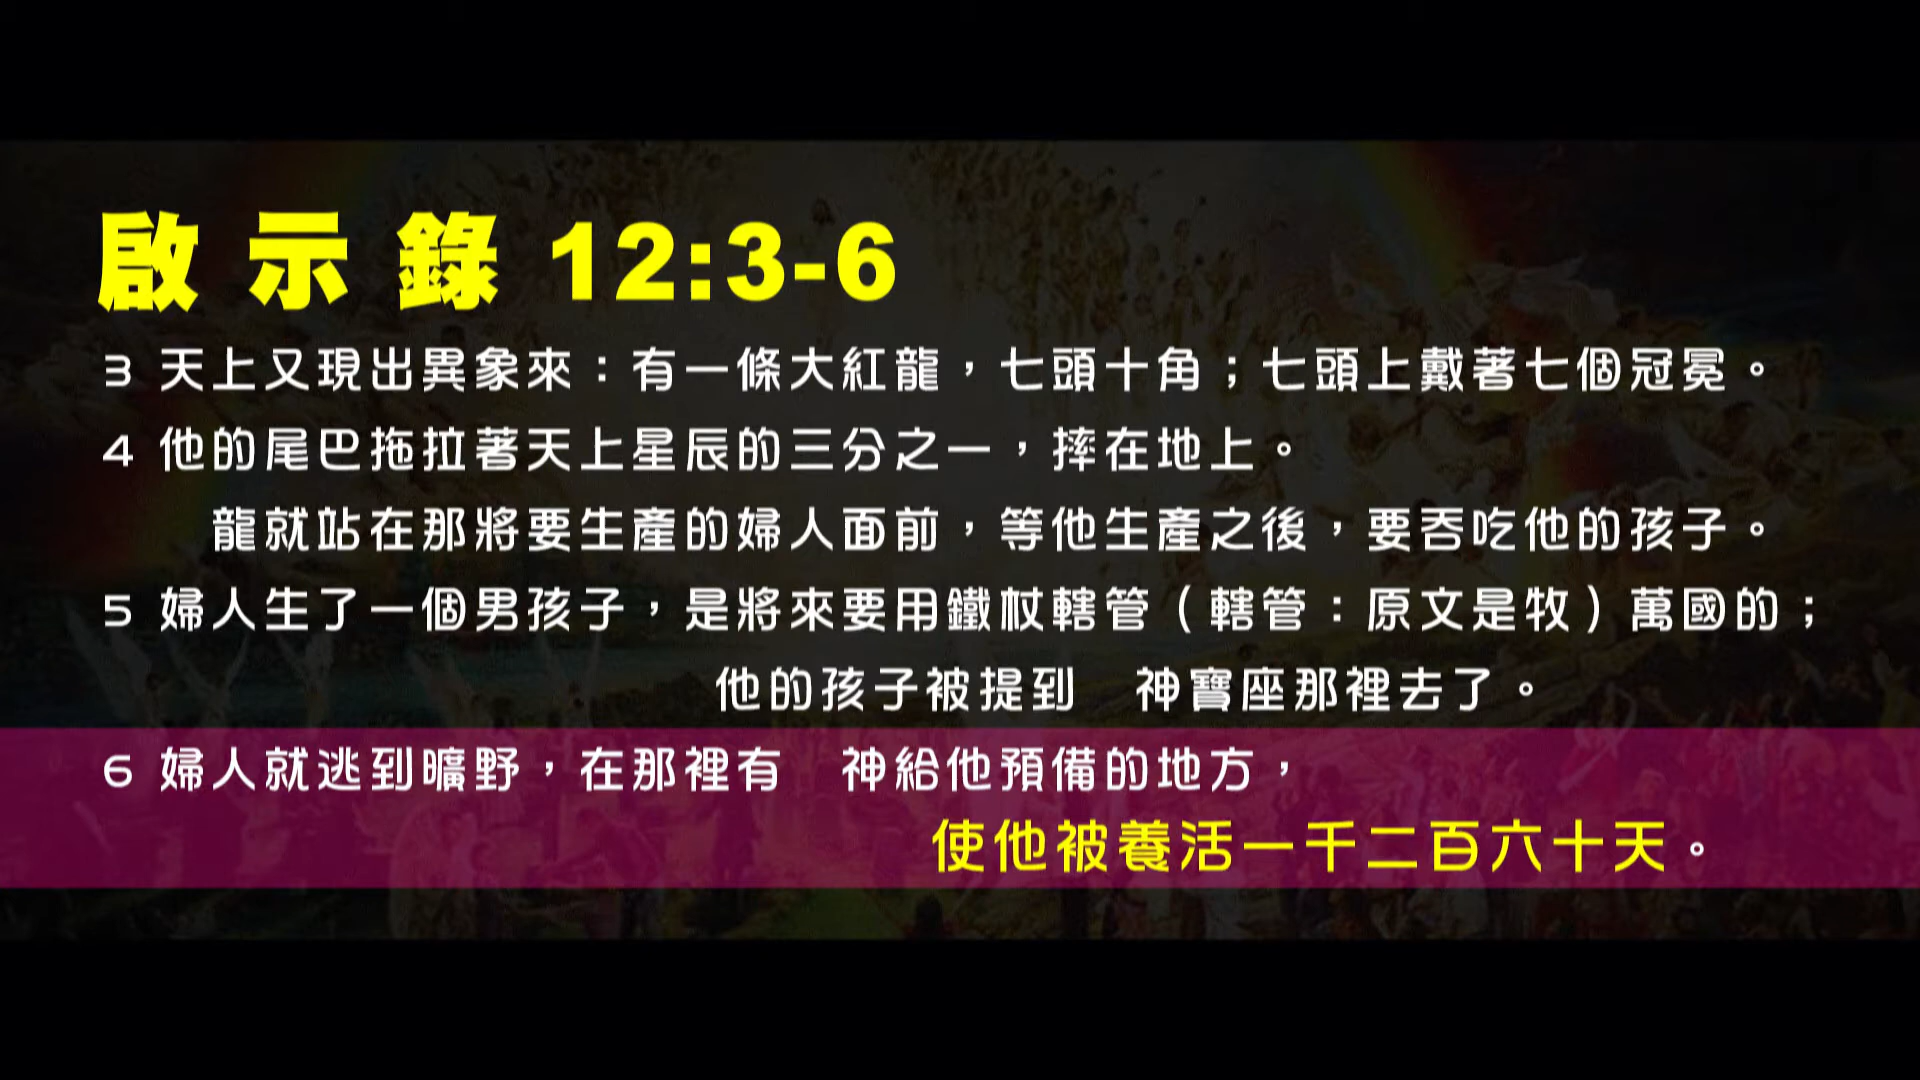 啟示錄 12:3-6
3 天上又現出異象來：有一條大紅龍，七頭十角；七頭上戴著七個冠冕。
4 他的尾巴拖拉著天上星辰的三分之一，摔在地上。
龍就站在那將要生產的婦人面前，等他生產之後，要吞吃他的孩子。
5 婦人生了一個男孩子，是將來要用鐵杖轄管（轄管：原文是牧）萬國的；
他的孩子被提到　神寶座那裡去了。
6 婦人就逃到曠野，在那裡有　神給他預備的地方，
使他被養活一千二百六十天。